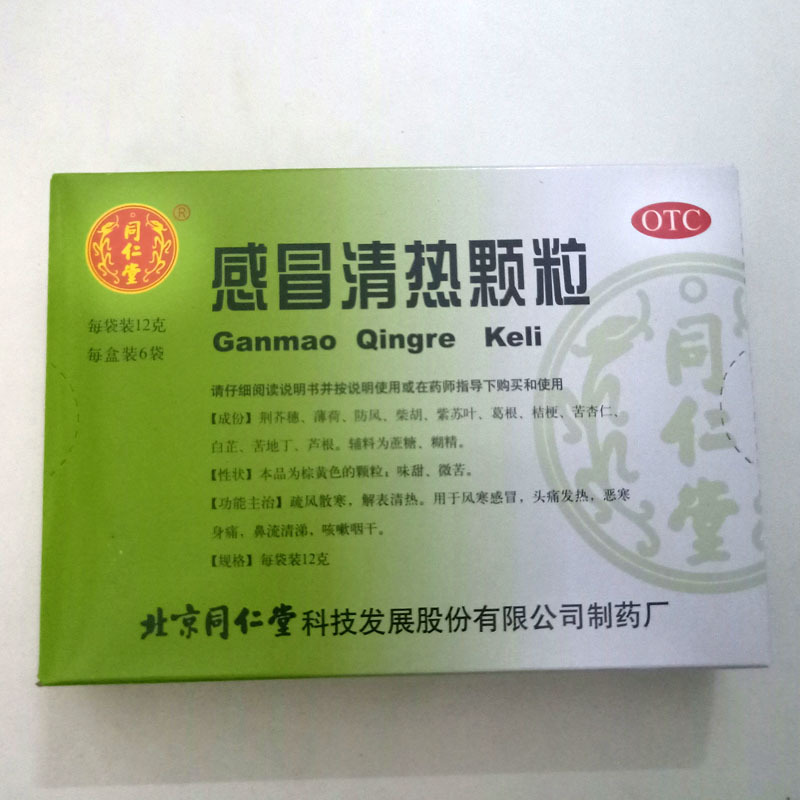 同仁堂
®
OTC
感冒清热颗粒
Ganmao Qingre Keli
每袋装12克
每盒装6袋
请仔细阅读说明书并按说明使用或在药师指导下购买和使用
【成份】荆芥穗、薄荷、防风、柴胡、紫苏叶、葛根、桔梗、苦杏仁、
白芷、苦地丁、芦根。辅料为蔗糖、糊精。
【性状】本品为棕黄色的颗粒；味甜、微苦。
【功能主治】疏风散寒，解表清热。用于风寒感冒，头痛发热，恶寒
身痛，鼻流清涕，咳嗽咽干。
【规格】每袋装12克
同仁堂
北京同仁堂科技发展股份有限公司制药厂